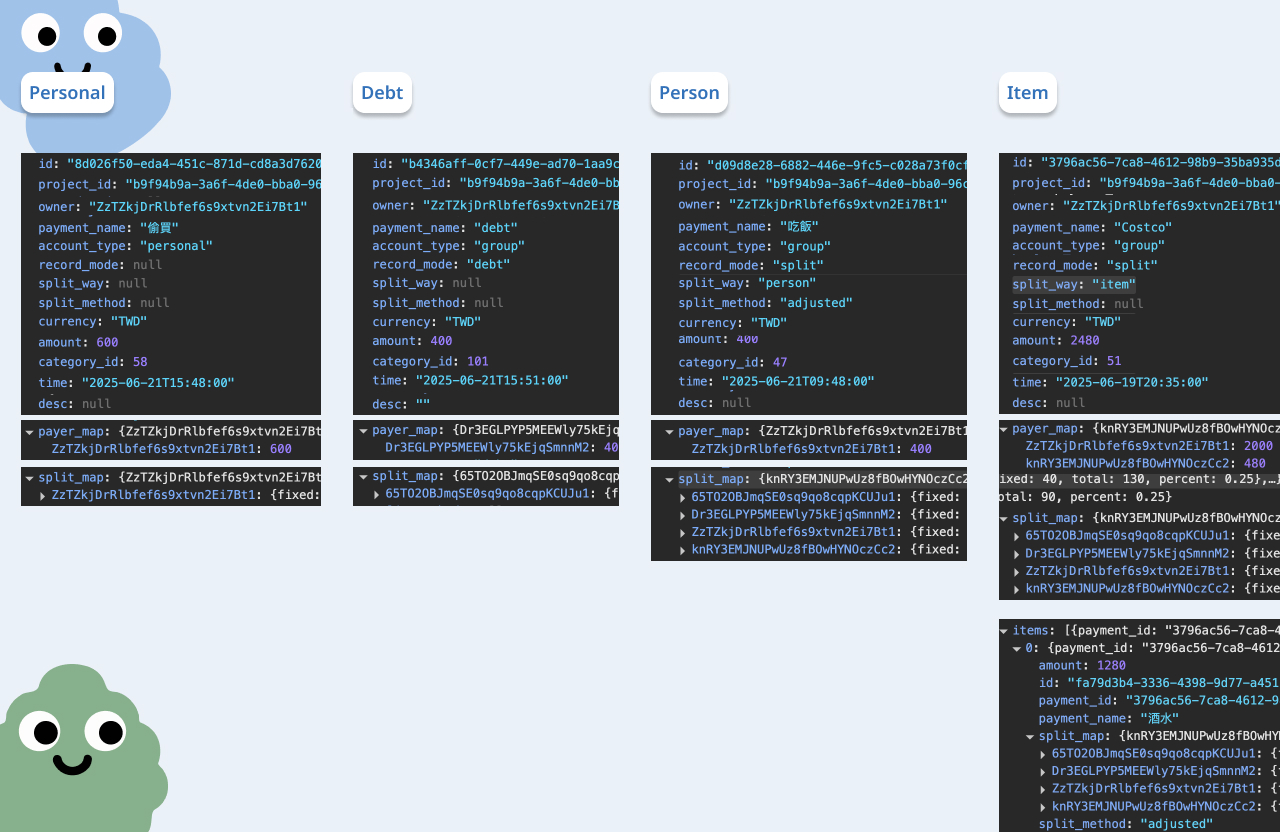 Personal
id: "8d026f50-eda4-451c-871d-cd8a3d7620
project_id: "b9f94b9a-3a6f-4de0-bba0-96
owner: "ZzTZkjDrRlbfef6s9xtvn2Ei7Bt1"
payment_name: "偷買"
account_type: "personal"
record_mode: null
split_way: null
split_method: null
currency: "TWD"
amount: 600
category_id: 58
time: "2025-06-21T15:48:00"
desc: null
payer_map: {ZzTZkjDrRlbfef6s9xtvn2Ei7Bt
ZzTZkjDrRlbfef6s9xtvn2Ei7Bt1: 600
split_map: {ZzTZkjDrRlbfef6s9xtvn2Ei7Bt
ZzTZkjDrRlbfef6s9xtvn2Ei7Bt1: {fixed:
Debt
id: "b4346aff-0cf7-449e-ad70-1aa9c
project_id: "b9f94b9a-3a6f-4de0-bb
owner: "ZzTZkjDrRlbfef6s9xtvn2Ei7B
payment_name: "debt"
account_type: "group"
record_mode: "debt"
split_way: null
split_method: null
currency: "TWD"
amount: 400
category_id: 101
time: "2025-06-21T15:51:00"
desc: ""
payer_map: {Dr3EGLPYP5MEEWly75kEjq
Dr3EGLPYP5MEEWly75kEjqSmnnM2: 40
split_map: {65TO2OBJmqSE0sq9qo8cqp
65TO2OBJmqSE0sq9qo8cqpKCUJu1: {f
Person
id: "d09d8e28-6882-446e-9fc5-c028a73f0cf
project_id: "b9f94b9a-3a6f-4de0-bba0-96c
owner: "ZzTZkjDrRlbfef6s9xtvn2Ei7Bt1"
payment_name: "吃飯"
account_type: "group"
record_mode: "split"
split_way: "person"
split_method: "adjusted"
currency: "TWD"
amount: 400
category_id: 47
time: "2025-06-21T09:48:00"
desc: null
payer_map: {ZzTZkjDrRlbfef6s9xtvn2Ei7Bt1
ZzTZkjDrRlbfef6s9xtvn2Ei7Bt1: 400
split_map: {knRY3EMJNUPwUz8fBOwHYNOczCc2
65TO2OBJmqSE0sq9qo8cqpKCUJu1: {fixed:
Dr3EGLPYP5MEEWly75kEjqSmnnM2: {fixed:
ZzTZkjDrRlbfef6s9xtvn2Ei7Bt1: {fixed:
knRY3EMJNUPwUz8fBOwHYNOczCc2: {fixed:
Item
id: "3796ac56-7ca8-4612-98b9-35ba935d
project_id: "b9f94b9a-3a6f-4de0-bba0-
owner: "ZzTZkjDrRlbfef6s9xtvn2Ei7Bt1"
payment_name: "Costco"
account_type: "group"
record_mode: "split"
split_way: "item"
split_method: null
currency: "TWD"
amount: 2480
category_id: 51
time: "2025-06-19T20:35:00"
desc: null
payer_map: {knRY3EMJNUPwUz8fBOwHYNOcz
ZzTZkjDrRlbfef6s9xtvn2Ei7Bt1: 2000
knRY3EMJNUPwUz8fBOwHYNOczCc2: 480
ixed: 40, total: 130, percent: 0.25},…}
otal: 90, percent: 0.25}
split_map: {knRY3EMJNUPwUz8fBOwHYNOcz
65TO2OBJmqSE0sq9qo8cqpKCUJu1: {fixe
Dr3EGLPYP5MEEWly75kEjqSmnnM2: {fixe
ZzTZkjDrRlbfef6s9xtvn2Ei7Bt1: {fixe
knRY3EMJNUPwUz8fBOwHYNOczCc2: {fixe
items: [{payment_id: "3796ac56-7ca8-4
0: {payment_id: "3796ac56-7ca8-4612
amount: 1280
id: "fa79d3b4-3336-4398-9d77-a451
payment_id: "3796ac56-7ca8-4612-9
payment_name: "酒水"
split_map: {knRY3EMJNUPwUz8fBOwHY
65TO2OBJmqSE0sq9qo8cqpKCUJu1: {f
Dr3EGLPYP5MEEWly75kEjqSmnnM2: {f
ZzTZkjDrRlbfef6s9xtvn2Ei7Bt1: {f
knRY3EMJNUPwUz8fBOwHYNOczCc2: {f
split_method: "adjusted"